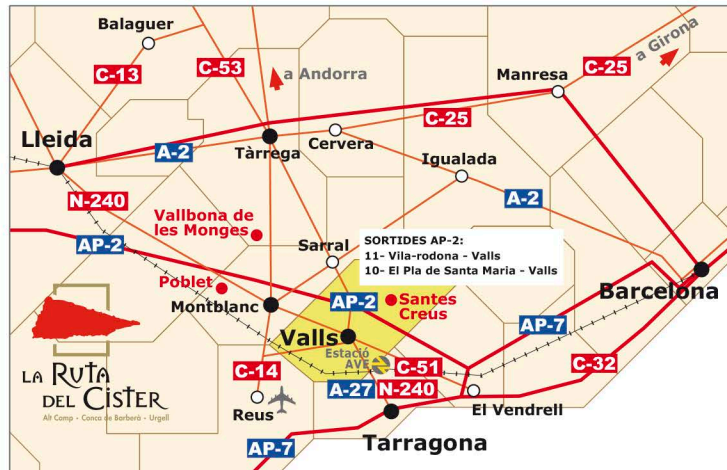 Balaguer
C-13
C-53
a Andorra
Manresa
C-25
a Girona
Lleida
A-2
Tàrrega
Cervera
C-25
Igualada
A-2
N-240
Vallbona de
les Monges
AP-2
Sarral
SORTIDES AP-2:
11- Vila-rodona - Valls
10- El Pla de Santa Maria - Valls
Poblet
Montblanc
AP-2
Santes
Creus
Barcelona
AP-7
Valls
Estació
AVE
C-51
C-32
LA RUTA
DEL CISTER
Alt Camp - Conca de Barberà - Urgell
C-14
Reus
A-27
N-240
El Vendrell
Tarragona
AP-7